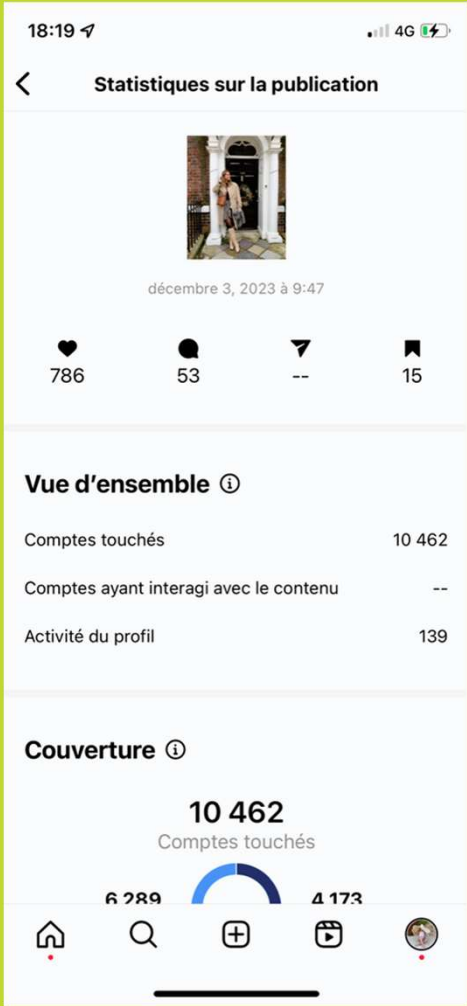 18:19
4G
Statistiques sur la publication
décembre 3, 2023 à 9:47
786 53 -- 15
Vue d'ensemble
Comptes touchés 10 462
Comptes ayant interagi avec le contenu --
Activité du profil 139
Couverture
10 462
Comptes touchés
6 289 4 173